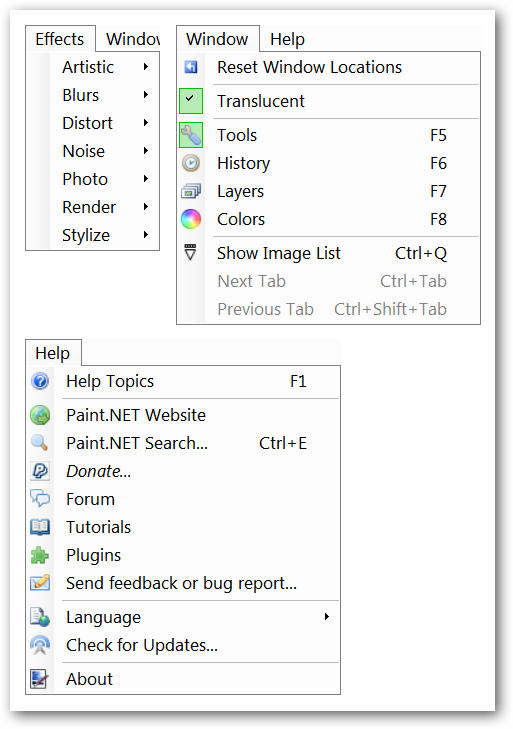 Effects Window
Artistic
Blurs
Distort
Noise
Photo
Render
Stylize
Window Help
Reset Window Locations
Translucent
Tools F5
History F6
Layers F7
Colors F8
Show Image List Ctrl+Q
Next Tab Ctrl+Tab
Previous Tab Ctrl+Shift+Tab
Help
Help Topics F1
Paint.NET Website
Paint.NET Search... Ctrl+E
Donate...
Forum
Tutorials
Plugins
Send feedback or bug report...
Language
Check for Updates...
About